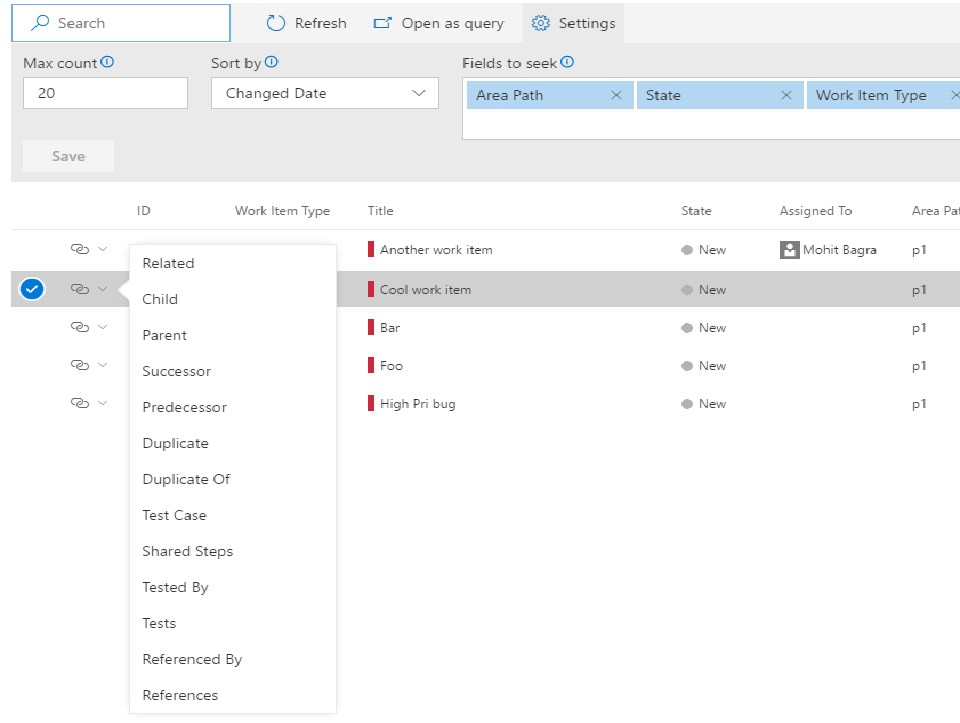 Search Refresh Open as query Settings
Max count Sort by Fields to seek
20 Changed Date Area Path State Work Item Type
Save
ID Work Item Type Title State Assigned To Area
Another work item New Mohit Bagra p1
Related
Cool work item New p1
Child
Bar New p1
Parent
Foo New p1
Successor
High Pri bug New p1
Predecessor
Duplicate
Duplicate Of
Test Case
Shared Steps
Tested By
Tests
Referenced By
References